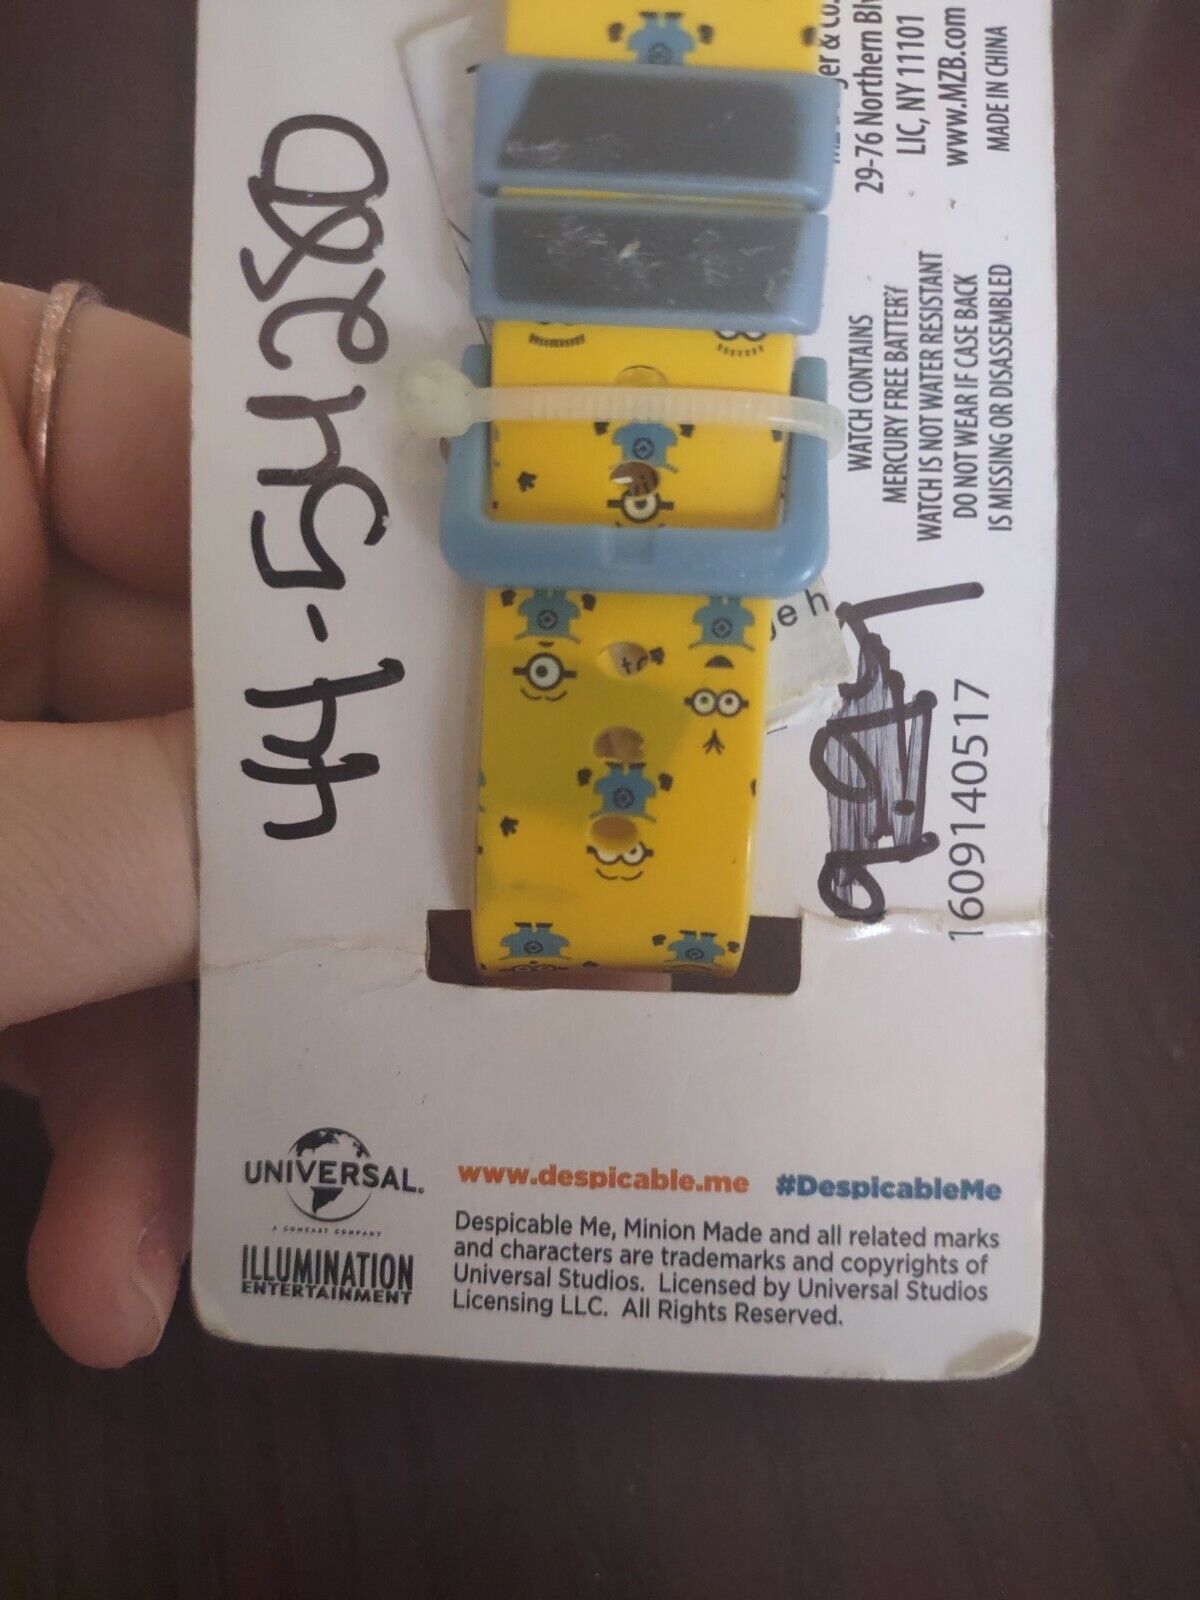 44-54280
29-76 Northern
LIC, NY 11101
www.MZB.com
MADE IN CHINA
WATCH CONTAINS
MERCURY FREE BATTERY
WATCH IS NOT WATER RESISTANT
DO NOT WEAR IF CASE BACK
IS MISSING OR DISASSEMBLED
1609140517
UNIVERSAL
A COMCAST COMPANY
ILLUMINATION
ENTERTAINMENT
www.despicable.me #DespicableMe
Despicable Me, Minion Made and all related marks
and characters are trademarks and copyrights of
Universal Studios. Licensed by Universal Studios
Licensing LLC. All Rights Reserved.